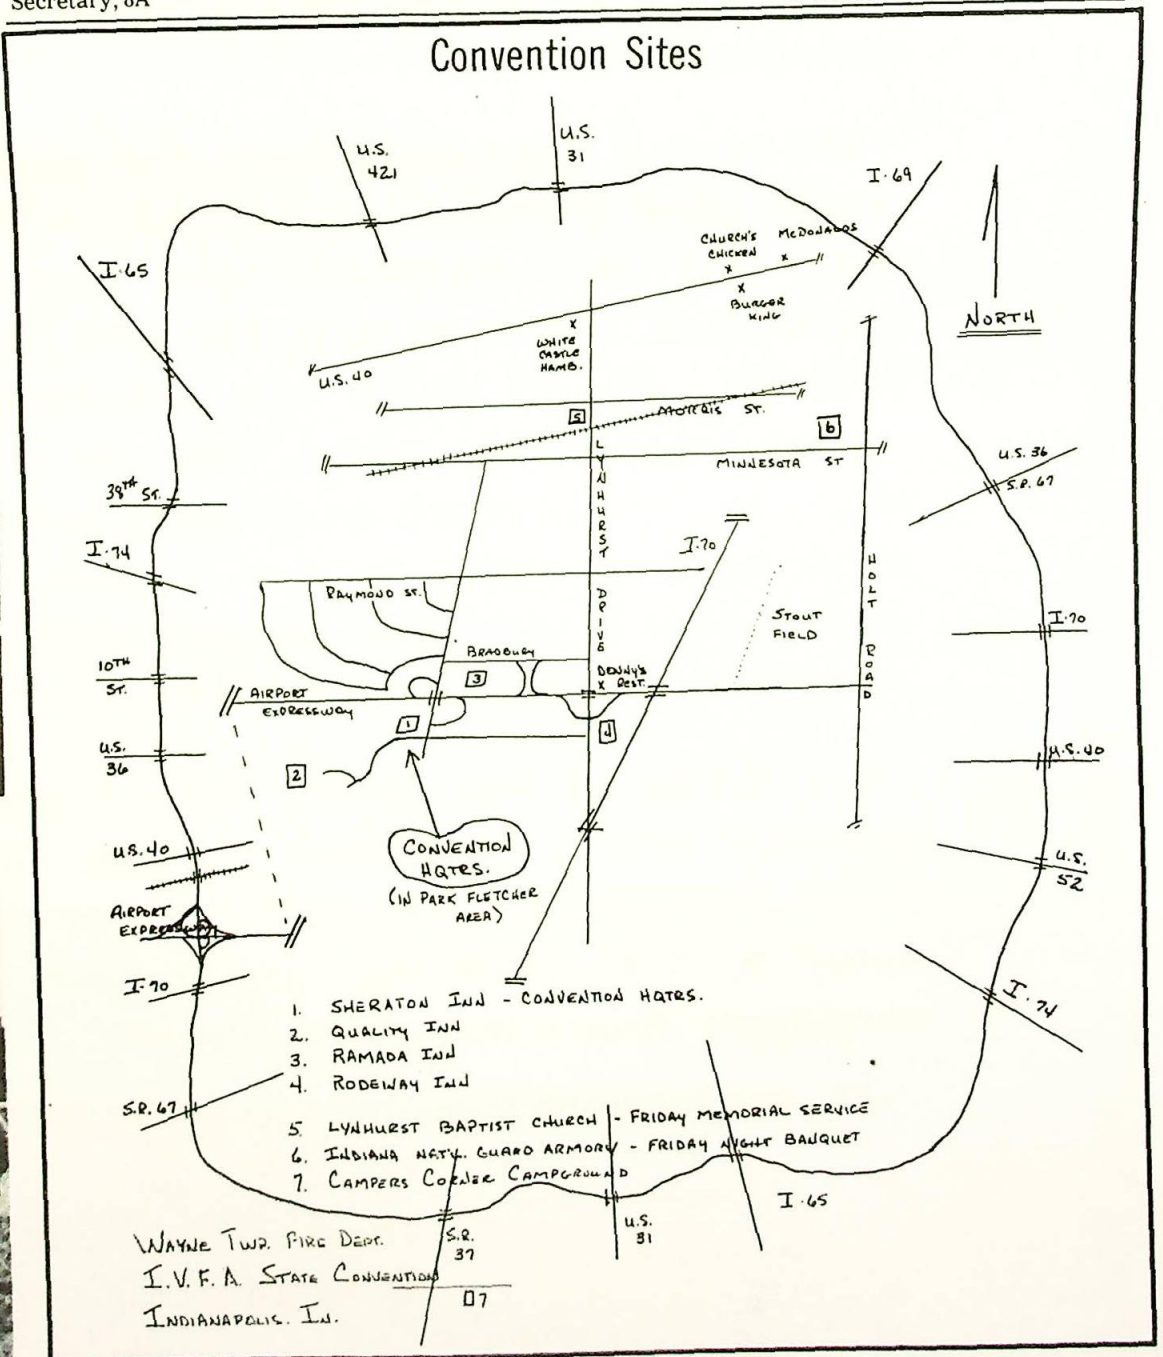 Secretary, 8A
Convention Sites
U.S.
31
U.S.
421
I-69
I-65
CHURCH'S
CHICKEN
MCDONALDS
BURGER
KING
NORTH
WHITE
CASTLE
HAMB.
U.S. 40
MORRIS ST.
5
6
MINNESOTA ST
LYNHURST DRIVE
U.S. 36
S.R. 67
38TH ST.
I-74
I-70
HOLT ROAD
RAYMOND ST.
STOUT
FIELD
I-70
BRADBURY
10TH
ST.
3
DENNY'S
REST.
AIRPORT
EXPRESSWAY
1
4
U.S.
36
2
U.S. 40
CONVENTION
HQTRS.
(IN PARK FLETCHER
AREA)
U.S. 40
U.S.
52
AIRPORT
EXPRESSWAY
I-70
I-74
1. SHERATON INN - CONVENTION HQTRS.
2. QUALITY INN
3. RAMADA INN
4. RODEWAY INN
S.R. 67
5. LYNHURST BAPTIST CHURCH - FRIDAY MEMORIAL SERVICE
6. INDIANA NAT'L. GUARD ARMORY - FRIDAY NIGHT BANQUET
7. CAMPERS CORNER CAMPGROUND
I-65
U.S.
31
S.R.
37
WAYNE TWP. FIRE DEPT.
I.V.F.A. STATE CONVENTION
INDIANAPOLIS. IN.
7